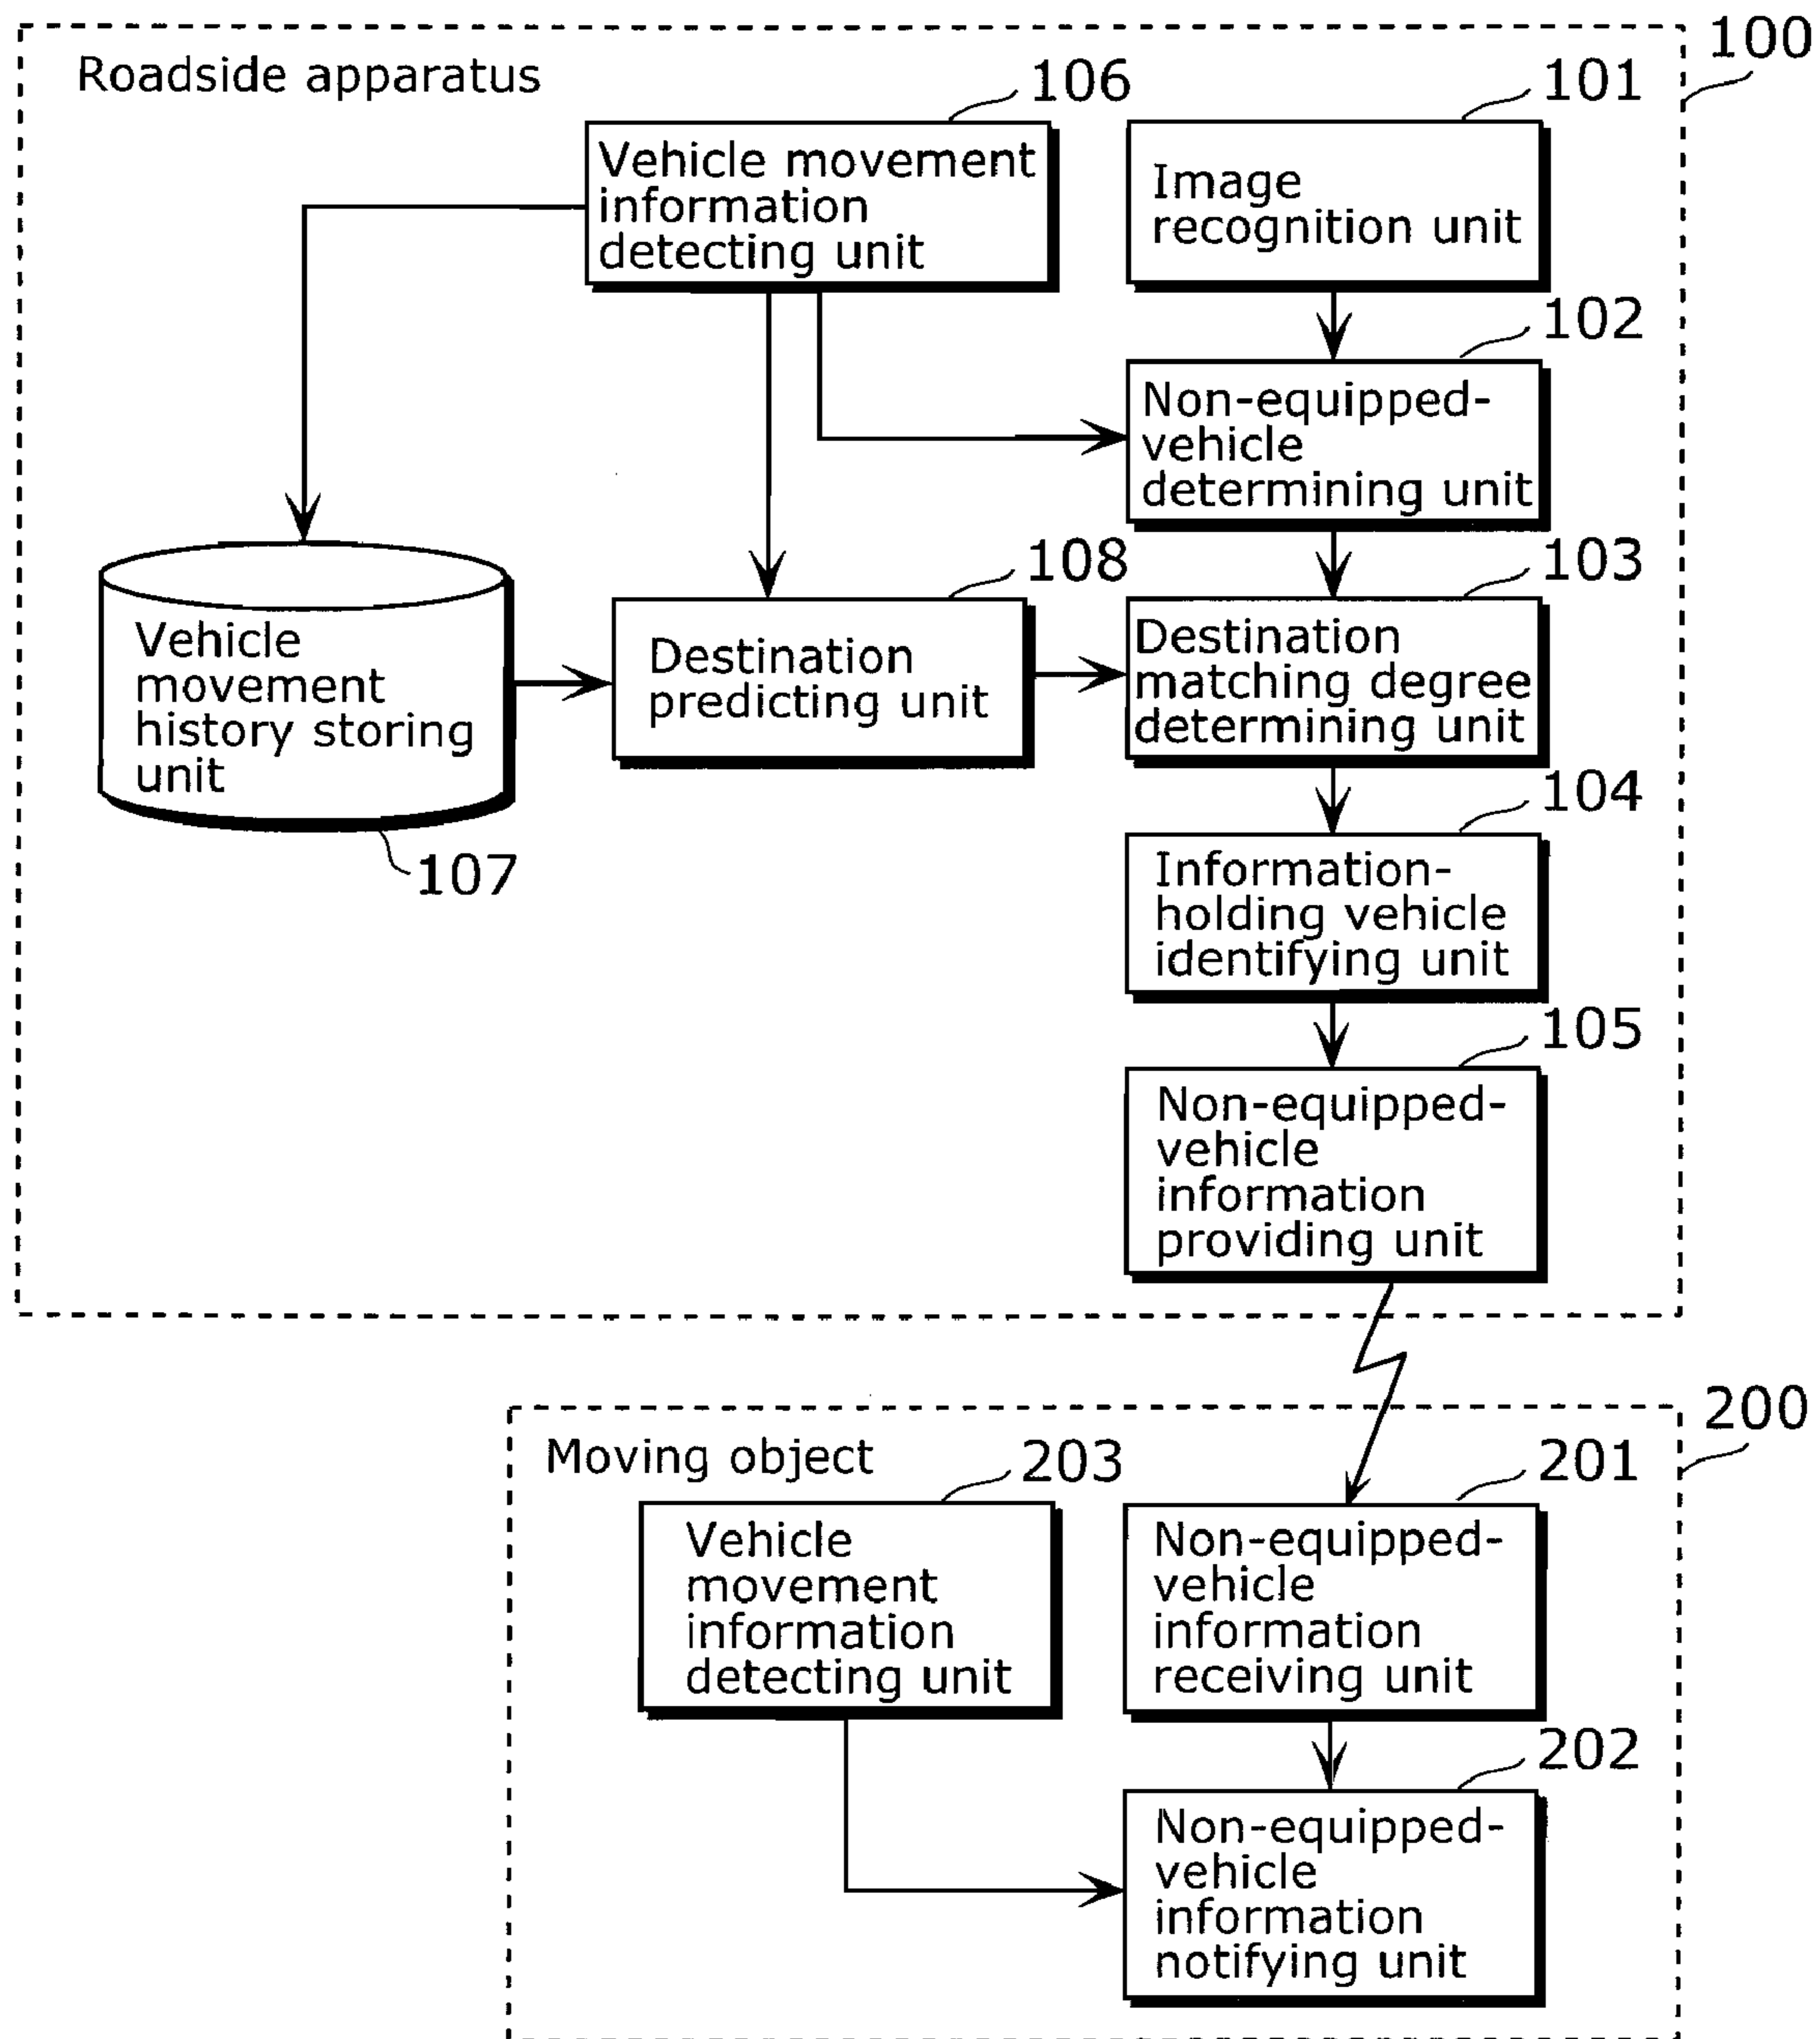 100
Roadside apparatus
106
101
Vehicle movement
information
detecting unit
Image
recognition unit
102
Non-equipped-
vehicle
determining unit
108
103
Vehicle
movement
history storing
unit
107
Destination
predicting unit
Destination
matching degree
determining unit
104
Information-
holding vehicle
identifying unit
105
Non-equipped-
vehicle
information
providing unit
200
Moving object
203
201
Vehicle
movement
information
detecting unit
Non-equipped-
vehicle
information
receiving unit
202
Non-equipped-
vehicle
information
notifying unit